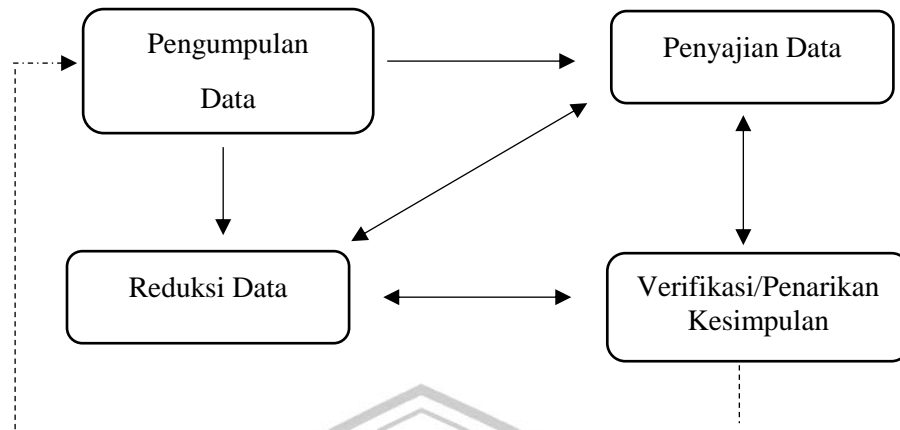 Pengumpulan
Data
Penyajian Data
Reduksi Data
Verifikasi/Penarikan
Kesimpulan